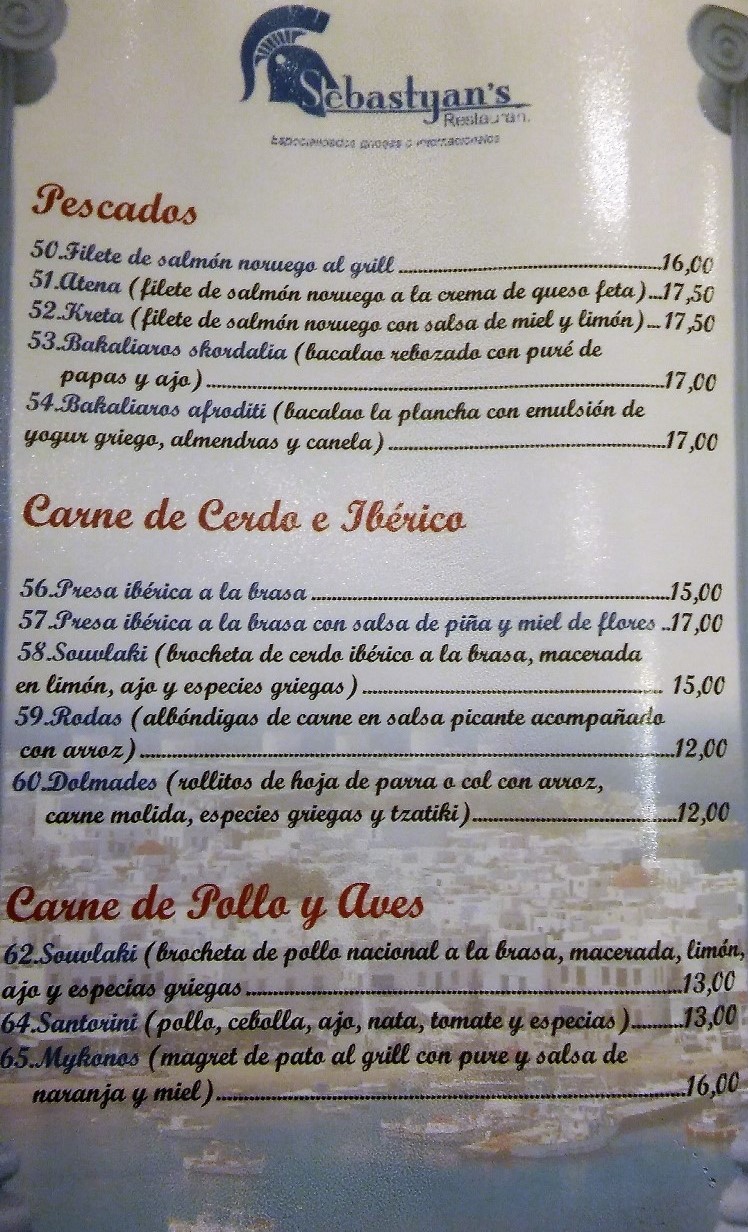 Sebastyan's
Restauran.
Especialidades griegas e internacionales
Pescados
50.Filete de salmón noruego al grill.......16,00
51.Atena (filete de salmón noruego a la crema de queso feta)...17,50
52.Kreta (filete de salmón noruego con salsa de miel y limón)...17,50
53.Bakaliaros skordalia (bacalao rebozado con puré de
papas y ajo).......17,00
54.Bakaliaros afroditi (bacalao la plancha con emulsión de
yogur griego, almendras y canela).......17,00
Carne de Cerdo e Ibérico
56.Presa ibérica a la brasa.......15,00
57.Presa ibérica a la brasa con salsa de piña y miel de flores ..17,00
58.Souvlaki (brocheta de cerdo ibérico a la brasa, macerada
en limón, ajo y especies griegas)....... 15,00
59.Rodas (albóndigas de carne en salsa picante acompañado
con arroz).......12,00
60.Dolmades (rollitos de hoja de parra o col con arroz,
carne molida, especies griegas y tzatiki).......12,00
Carne de Pollo y Aves
62.Souvlaki (brocheta de pollo nacional a la brasa, macerada, limón,
ajo y especias griegas.......13,00
64.Santorini (pollo, cebolla, ajo, nata, tomate y especias).......13,00
65.Mykonos (magret de pato al grill con pure y salsa de
naranja y miel).......16,00